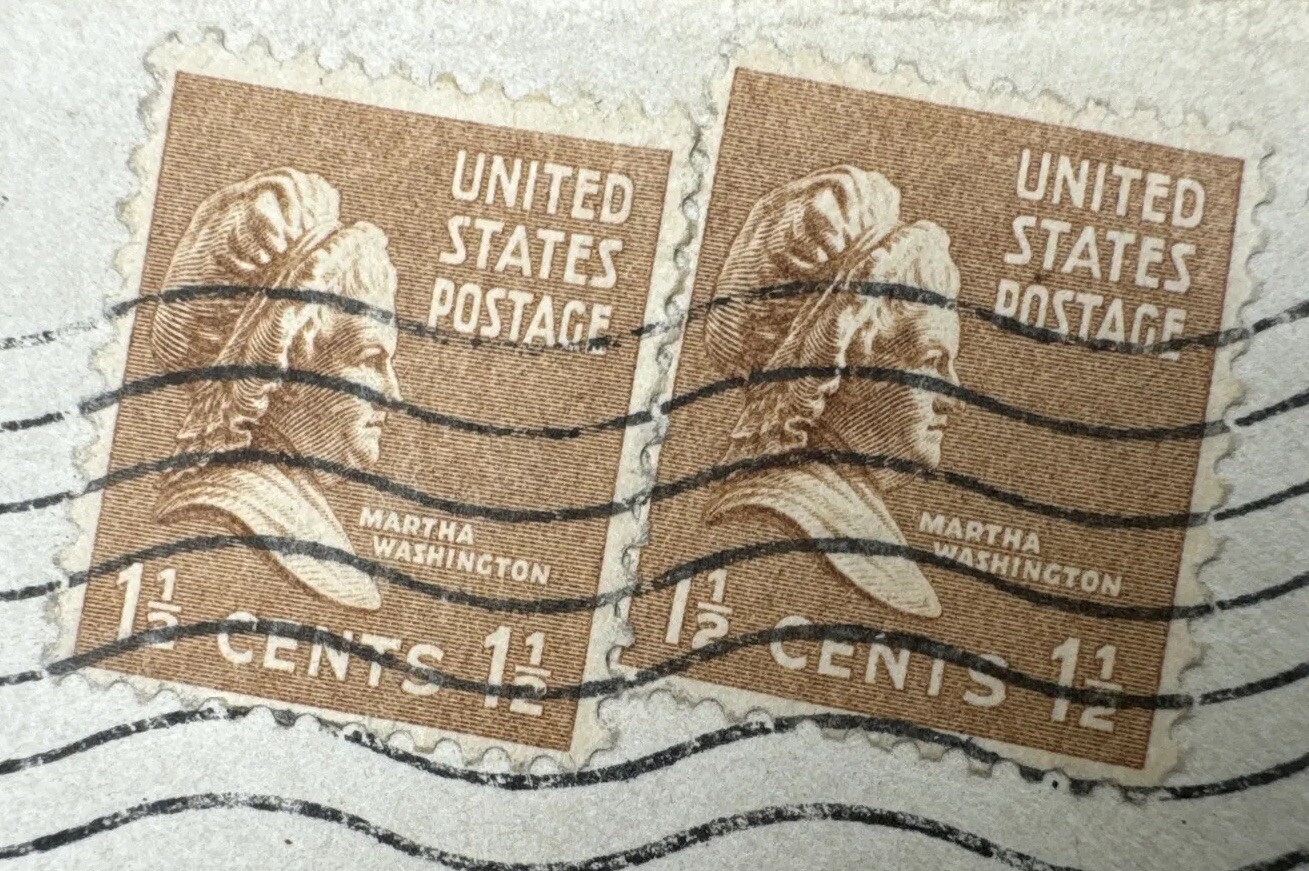 UNITED
STATES
POSTAGE
MARTHA
WASHINGTON
1½ CENTS 1½
UNITED
STATES
POSTAGE
MARTHA
WASHINGTON
1½ CENTS 1½